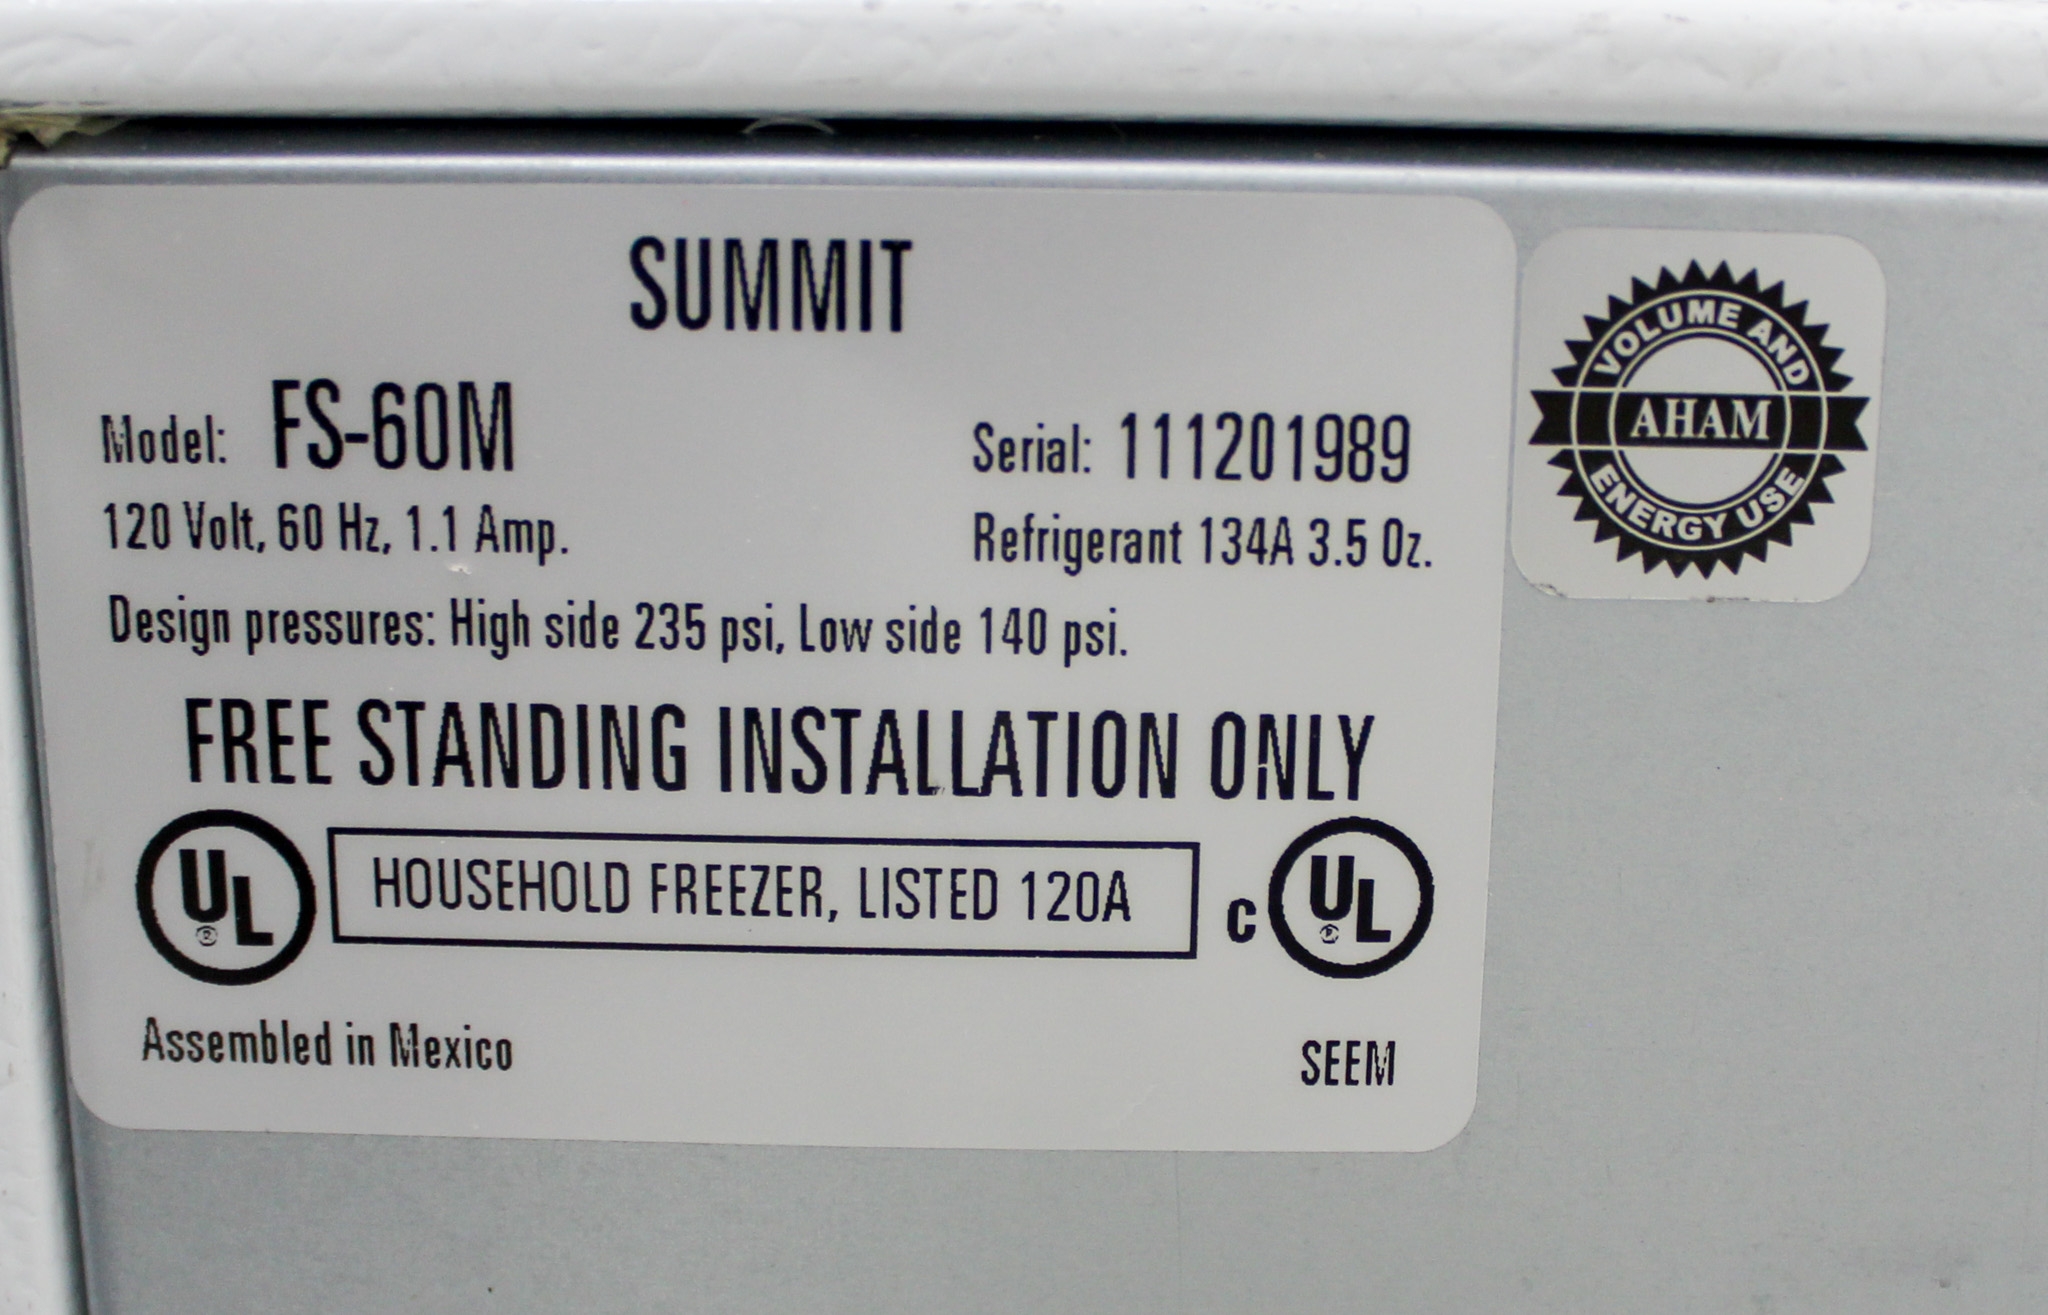 SUMMIT
Model: FS-60M
Serial: 111201989
120 Volt, 60 Hz, 1.1 Amp.
Refrigerant 134A 3.5 Oz.
Design pressures: High side 235 psi, Low side 140 psi.
FREE STANDING INSTALLATION ONLY
UL
HOUSEHOLD FREEZER, LISTED 120A
C UL
Assembled in Mexico
SEEM
VOLUME AND
AHAM
ENERGY USE